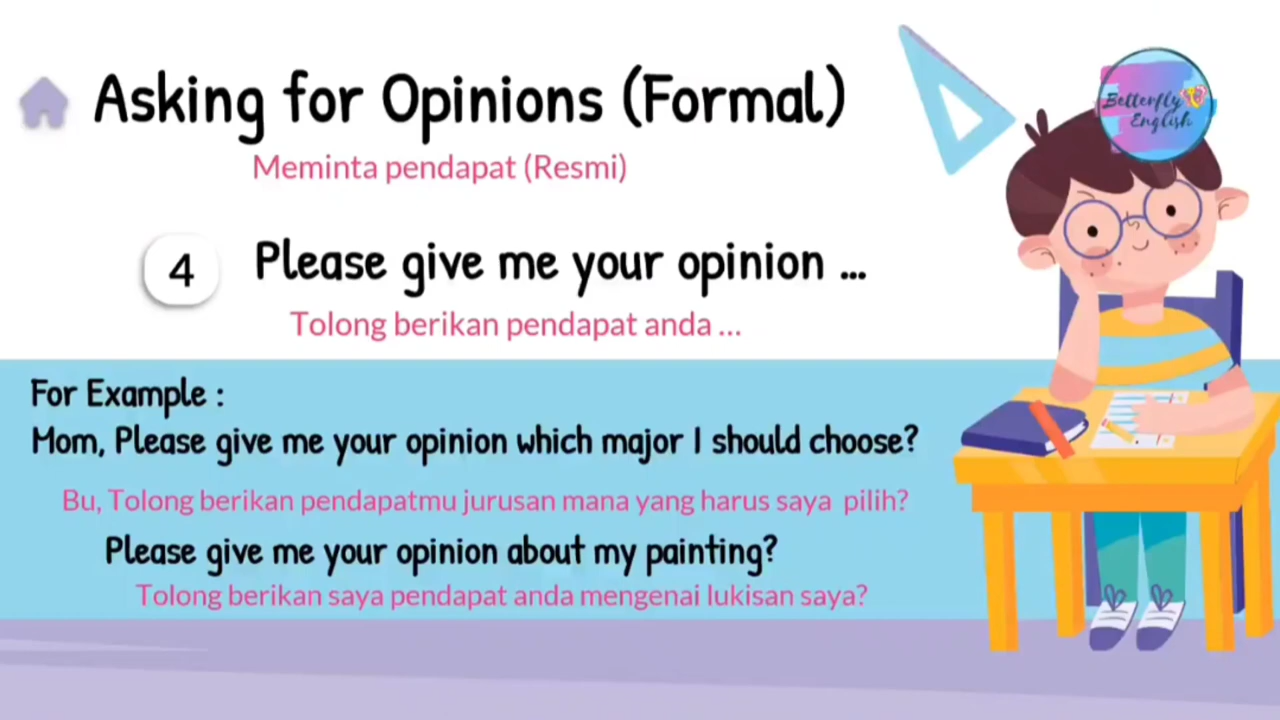 Asking for Opinions (Formal)
Meminta pendapat (Resmi)
Betterfly
English
4
Please give me your opinion ...
Tolong berikan pendapat anda ...
For Example :
Mom, Please give me your opinion which major I should choose?
Bu, Tolong berikan pendapatmu jurusan mana yang harus saya pilih?
Please give me your opinion about my painting?
Tolong berikan saya pendapat anda mengenai lukisan saya?